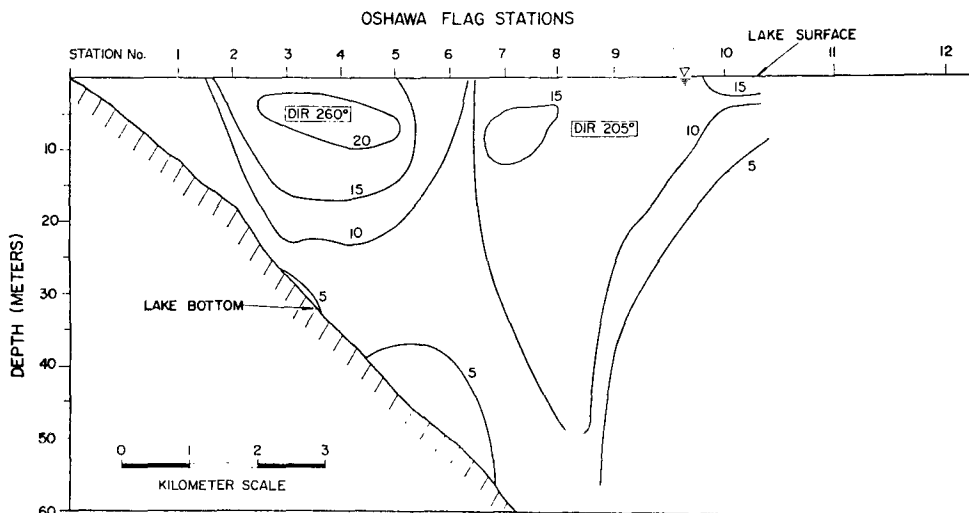 OSHAWA FLAG STATIONS
LAKE SURFACE
STATION No. 1 2 3 4 5 6 7 8 9 10 11 12
15
15
DIR 260°
DIR 205°
20
10
5
15
10
5
LAKE BOTTOM
5
DEPTH (METERS)
10
20
30
40
50
60
0 1 2 3
KILOMETER SCALE